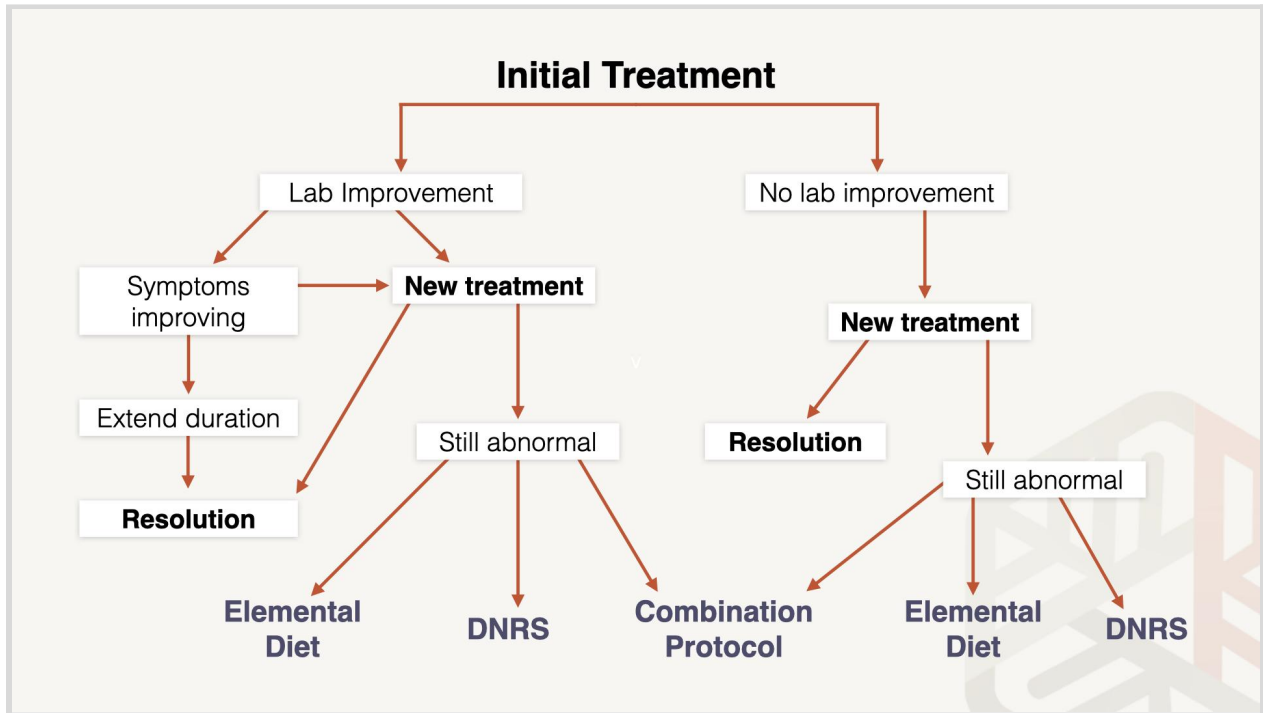 Initial Treatment
Lab Improvement
No lab improvement
Symptoms
improving
New treatment
New treatment
v
Extend duration
Still abnormal
Resolution
Still abnormal
Resolution
Elemental
Diet
DNRS
Combination
Protocol
Elemental
Diet
DNRS